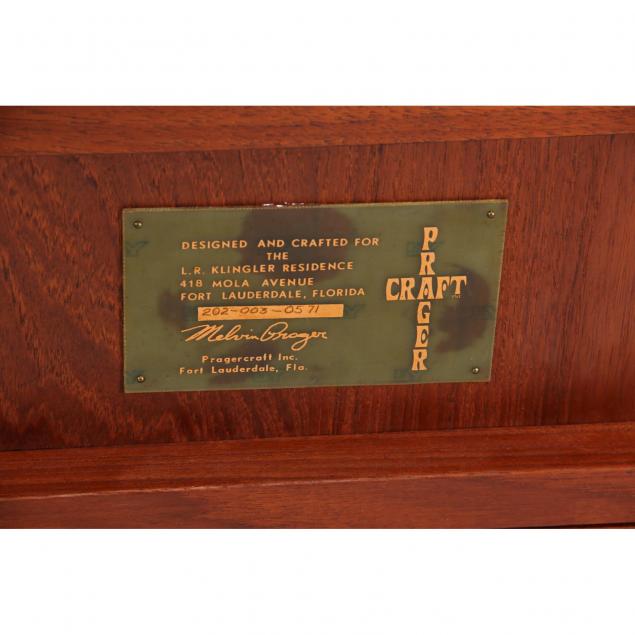 DESIGNED AND CRAFTED FOR
THE
L.R. KLINGLER RESIDENCE
418 MOLA AVENUE
FORT LAUDERDALE, FLORIDA
202-003-0571
Melvin Prager
Pragercraft Inc.
Fort Lauderdale, Fla.
PRAGER
CRAFT TM